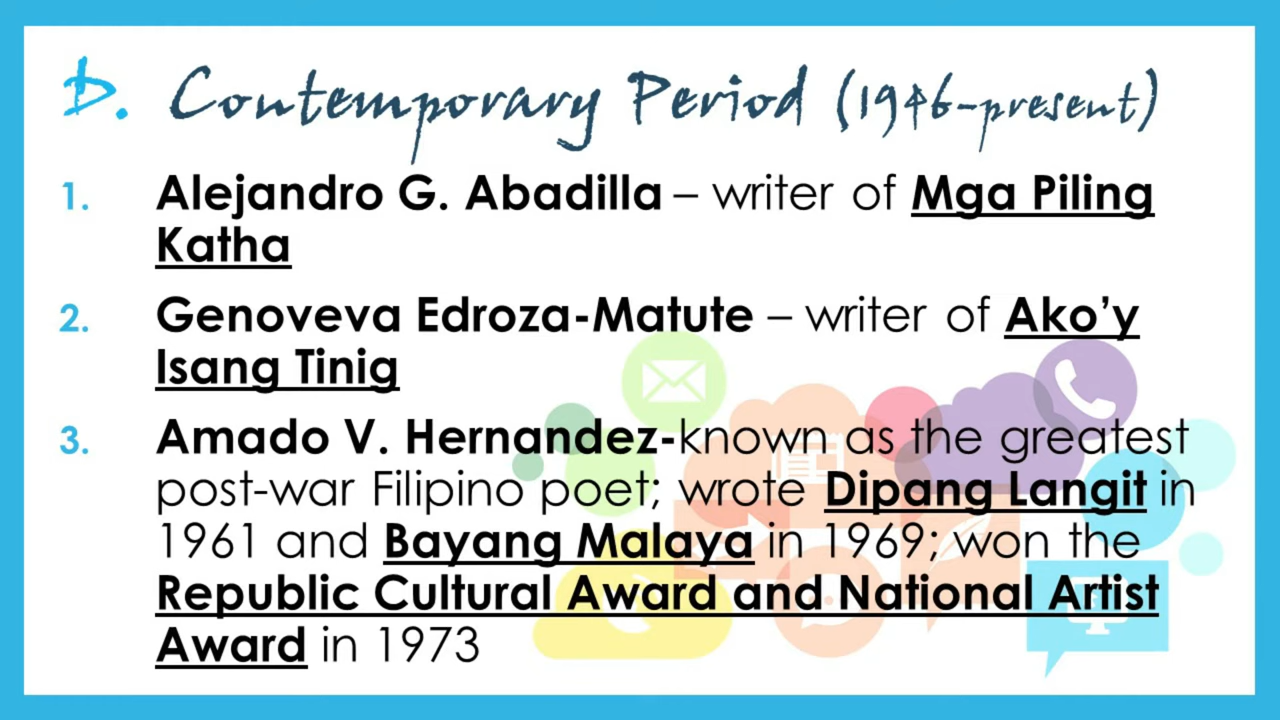 D. Contemporary Period (1946-present)
1. Alejandro G. Abadilla – writer of Mga Piling
Katha
2. Genoveva Edroza-Matute – writer of Ako’y
Isang Tinig
3. Amado V. Hernandez-known as the greatest
post-war Filipino poet; wrote Dipang Langit in
1961 and Bayang Malaya in 1969; won the
Republic Cultural Award and National Artist
Award in 1973